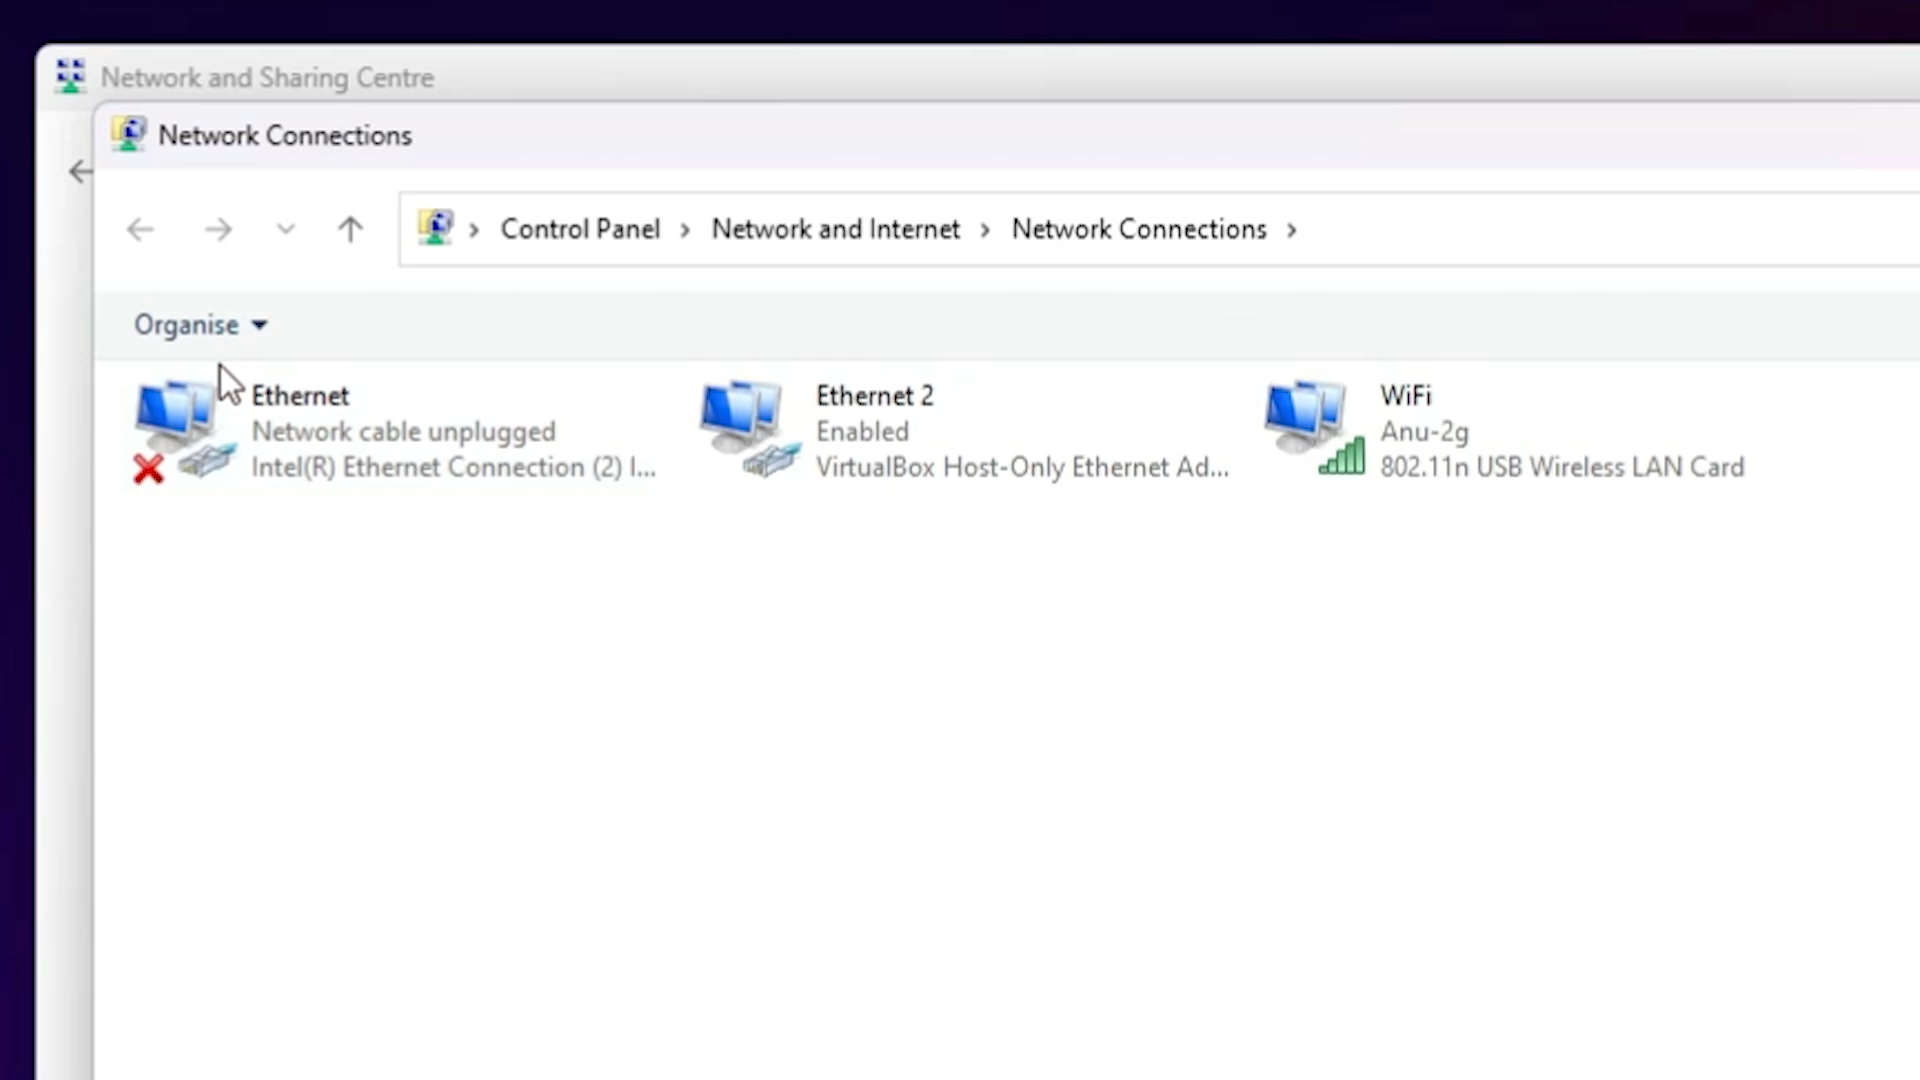 Network and Sharing Centre
Network Connections
Control Panel > Network and Internet > Network Connections >
Organise
Ethernet
Network cable unplugged
Intel(R) Ethernet Connection (2) I...
Ethernet 2
Enabled
VirtualBox Host-Only Ethernet Ad...
WiFi
Anu-2g
802.11n USB Wireless LAN Card